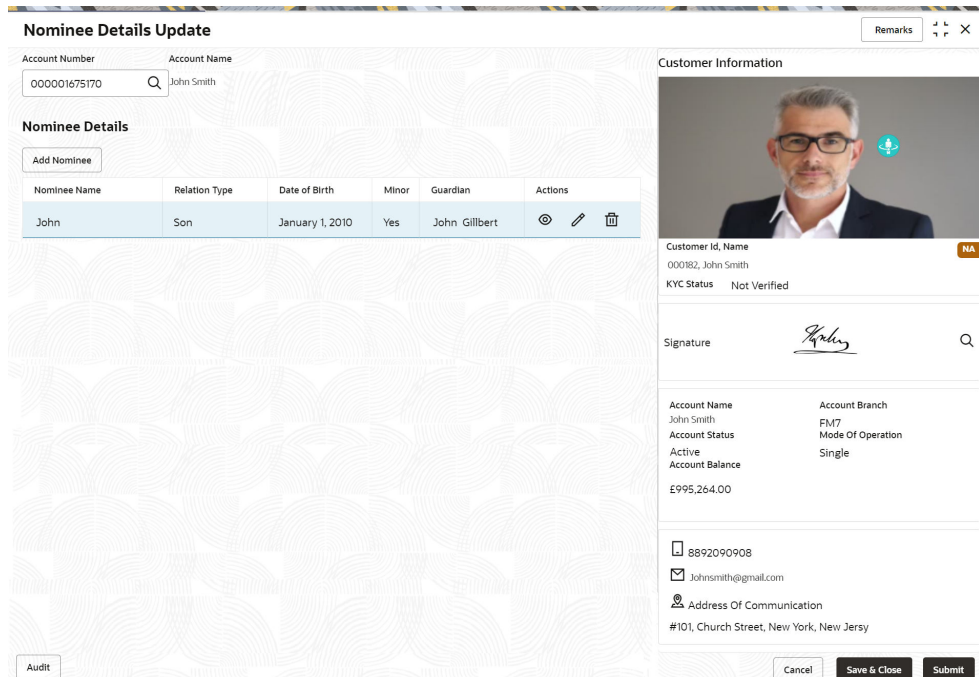 Nominee Details Update
Remarks
Account Number Account Name
000001675170 John Smith
Nominee Details
Add Nominee
Nominee Name Relation Type Date of Birth Minor Guardian Actions
John Son January 1, 2010 Yes John Gillbert
Customer Information
Customer Id, Name
NA
000182, John Smith
KYC Status Not Verified
Signature
Account Name Account Branch
John Smith FM7
Account Status Mode Of Operation
Active Single
Account Balance
£995,264.00
8892090908
Johnsmith@gmail.com
Address Of Communication
#101, Church Street, New York, New Jersy
Audit
Cancel Save & Close Submit